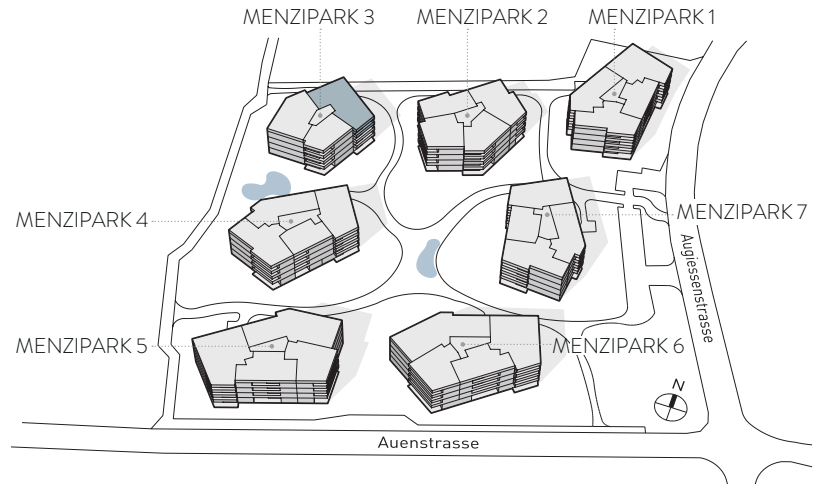 MENZIPARK 3
MENZIPARK 2
MENZIPARK 1
MENZIPARK 4
MENZIPARK 7
Augiessenstrasse
MENZIPARK 5
MENZIPARK 6
N
Auenstrasse